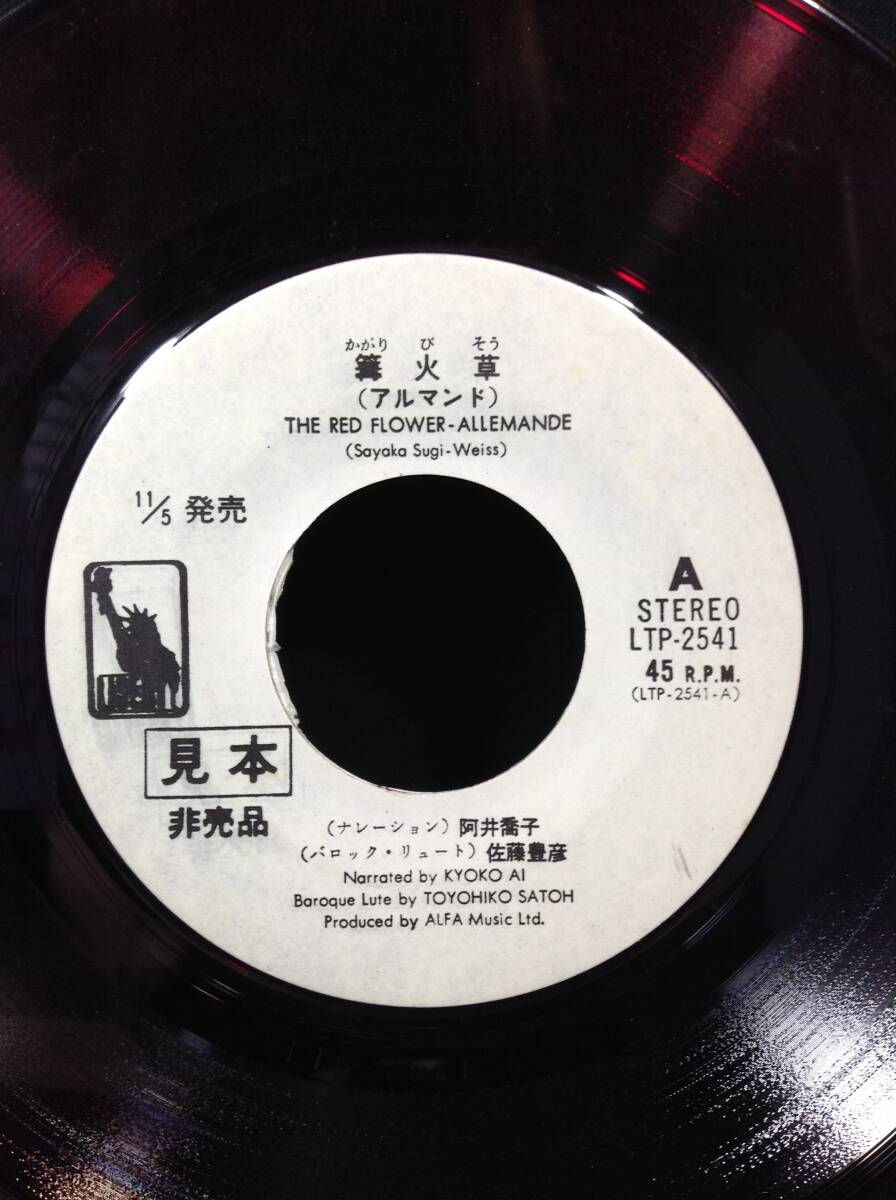 かがり び そう
篝火草
(アルマンド)
THE RED FLOWER-ALLEMANDE
(Sayaka Sugi-Weiss)
11/5 発売
A
STEREO
LTP-2541
45 R.P.M.
(LTP-2541-A)
見本
非売品
(ナレーション) 阿井喬子
(バロック・リュート) 佐藤豊彦
Narrated by KYOKO AI
Baroque Lute by TOYOHIKO SATOH
Produced by ALFA Music Ltd.